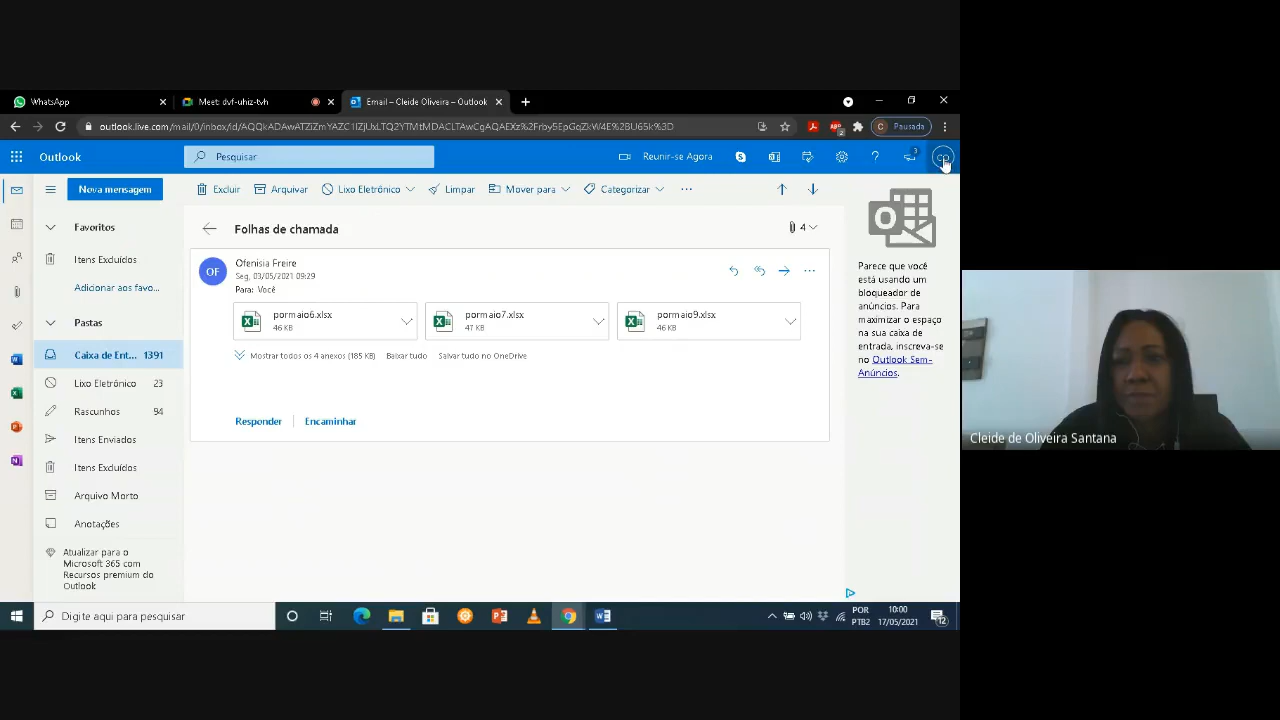 WhatsApp
Meet: dvf-uhiz-tvh
Email – Cleide Oliveira – Outlook
Pausada
Outlook
Pesquisar
Reunir-se Agora
3
CO
Nova mensagem
Excluir
Arquivar
Lixo Eletrônico
Limpar
Mover para
Categorizar
Favoritos
Itens Excluídos
Adicionar aos favo...
Pastas
Caixa de Ent... 1391
Lixo Eletrônico 23
Rascunhos 94
Itens Enviados
Itens Excluídos
Arquivo Morto
Anotações
Atualizar para o
Microsoft 365 com
Recursos premium do
Outlook
Folhas de chamada
4
OF
Ofenisia Freire
Seg, 03/05/2021 09:29
Para: Você
pormaio6.xlsx
46 KB
pormaio7.xlsx
47 KB
pormaio9.xlsx
46 KB
Mostrar todos os 4 anexos (185 KB)
Baixar tudo
Salvar tudo no OneDrive
Responder
Encaminhar
Parece que você
está usando um
bloqueador de
anúncios. Para
maximizar o espaço
na sua caixa de
entrada, inscreva-se
no Outlook Sem-
Anúncios.
Cleide de Oliveira Santana
Digite aqui para pesquisar
POR
PTB2
10:00
17/05/2021
12